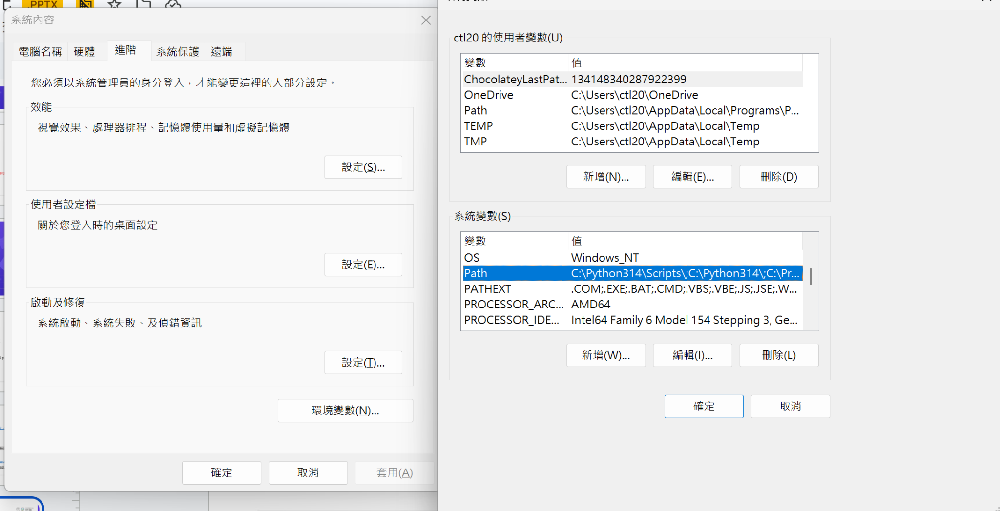 .PPTX
系統內容
電腦名稱
硬體
進階
系統保護
遠端
您必須以系統管理員的身分登入，才能變更這裡的大部分設定。
效能
視覺效果、處理器排程、記憶體使用量和虛擬記憶體
設定(S)...
使用者設定檔
關於您登入時的桌面設定
設定(E)...
啟動及修復
系統啟動、系統失敗、及偵錯資訊
設定(T)...
環境變數(N)...
確定
取消
套用(A)
ctl20 的使用者變數(U)
變數 值
ChocolateyLastPat... 134148340287922399
OneDrive C:\Users\ctl20\OneDrive
Path C:\Users\ctl20\AppData\Local\Programs\P...
TEMP C:\Users\ctl20\AppData\Local\Temp
TMP C:\Users\ctl20\AppData\Local\Temp
新增(N)...
編輯(E)...
刪除(D)
系統變數(S)
變數 值
OS Windows_NT
Path C:\Python314\Scripts\;C:\Python314\;C:\Pr...
PATHEXT .COM;.EXE;.BAT;.CMD;.VBS;.VBE;.JS;.JSE;.W...
PROCESSOR_ARC... AMD64
PROCESSOR_IDE... Intel64 Family 6 Model 154 Stepping 3, Ge...
新增(W)...
編輯(I)...
刪除(L)
確定
取消